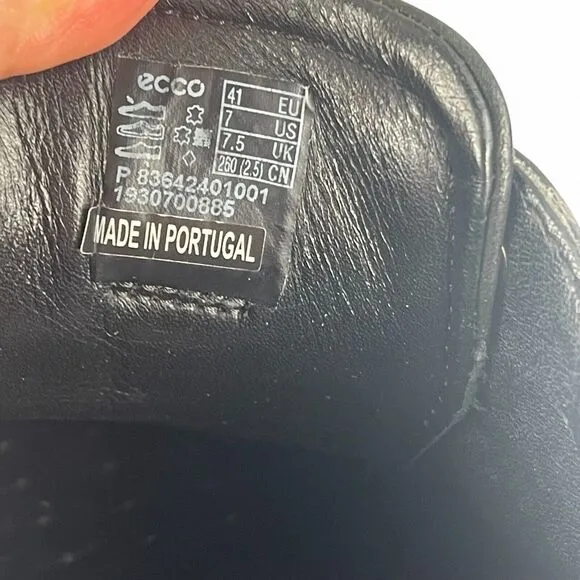 ecco
41 EU
7 US
7.5 UK
260 (2.5) CN
P 83642401001
1930700885
MADE IN PORTUGAL